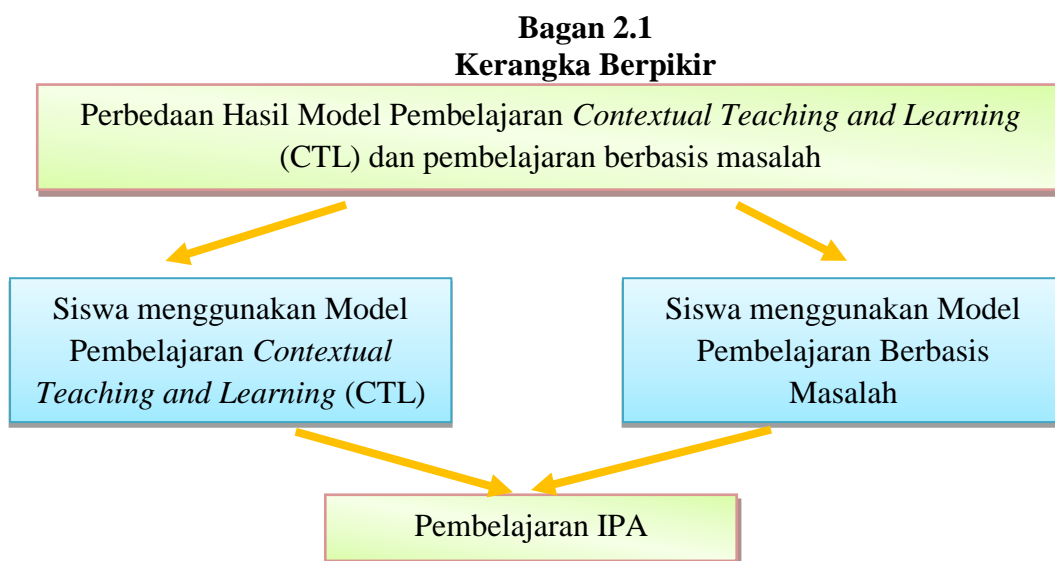 Bagan 2.1
Kerangka Berpikir
Perbedaan Hasil Model Pembelajaran Contextual Teaching and Learning
(CTL) dan pembelajaran berbasis masalah
Siswa menggunakan Model
Pembelajaran Contextual
Teaching and Learning (CTL)
Siswa menggunakan Model
Pembelajaran Berbasis
Masalah
Pembelajaran IPA